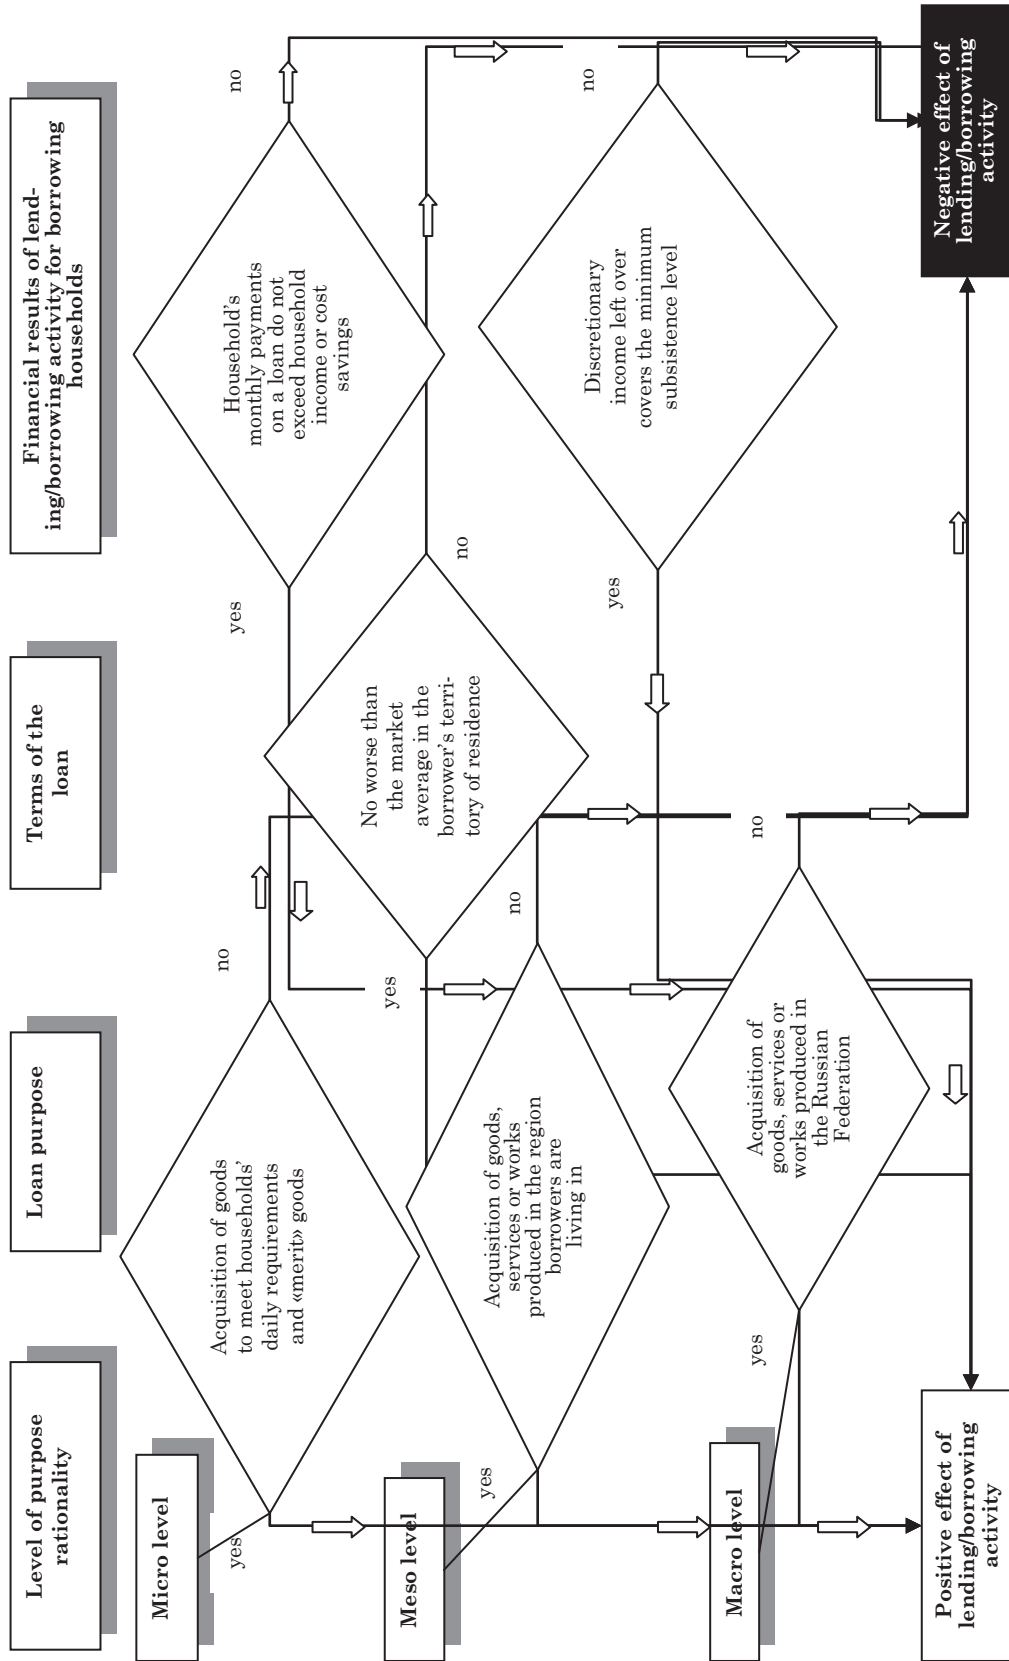 Level of purpose
rationality
Loan purpose
Terms of the
loan
Financial results of lend-
ing/borrowing activity for borrowing
households
Micro level
yes
Acquisition of goods
to meet households’
daily requirements
and «merit» goods
no
yes
Household’s
monthly payments
on a loan do not
exceed household
income or cost
savings
no
Meso level
yes
Acquisition of goods,
services or works
produced in the region
borrowers are
living in
no
yes
No worse than
the market
average in the
borrower’s terri-
tory of residence
no
Macro level
yes
Acquisition of
goods, services or
works produced in
the Russian
Federation
no
yes
Discretionary
income left over
covers the minimum
subsistence level
no
Positive effect of
lending/borrowing
activity
Negative effect of
lending/borrowing
activity